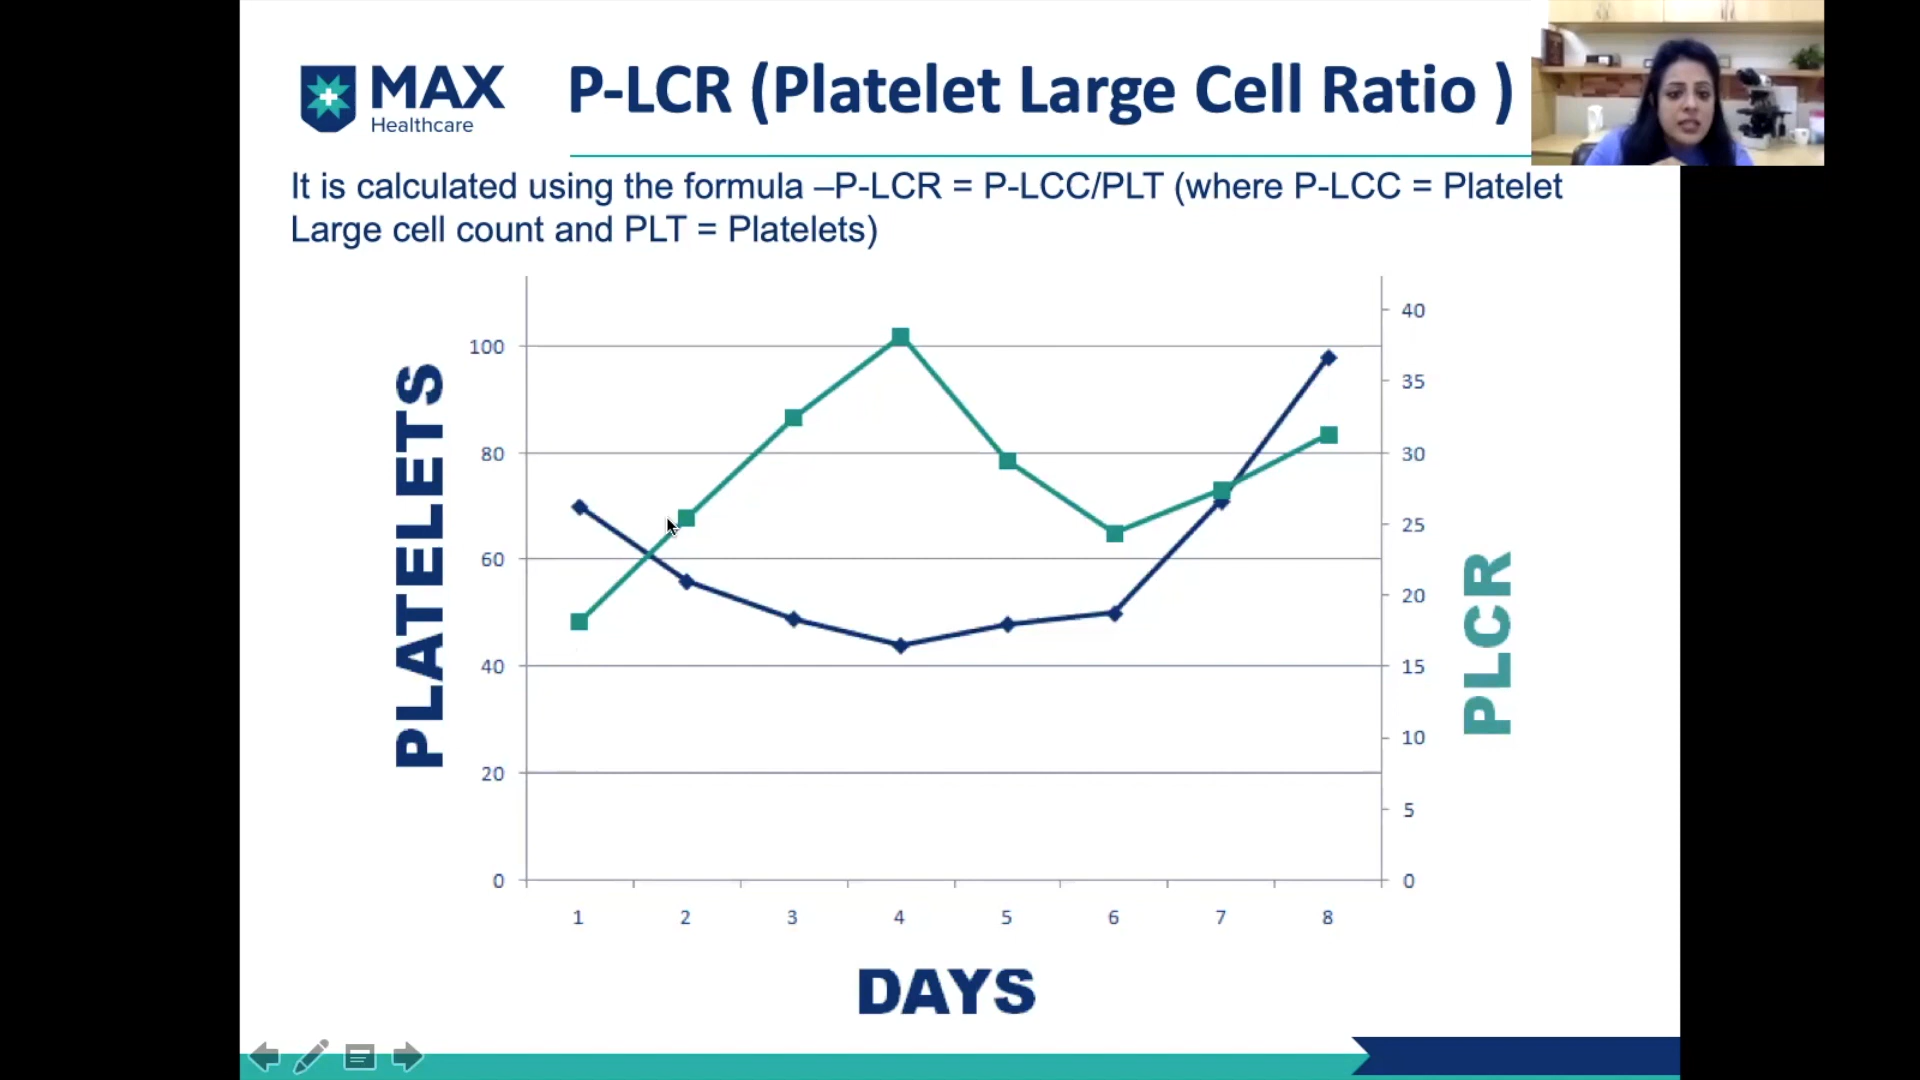 MAX
Healthcare
P-LCR (Platelet Large Cell Ratio )
It is calculated using the formula –P-LCR = P-LCC/PLT (where P-LCC = Platelet
Large cell count and PLT = Platelets)
PLATELETS
100
80
60
40
20
0
40
35
30
25
20
15
10
5
0
PLCR
1 2 3 4 5 6 7 8
DAYS